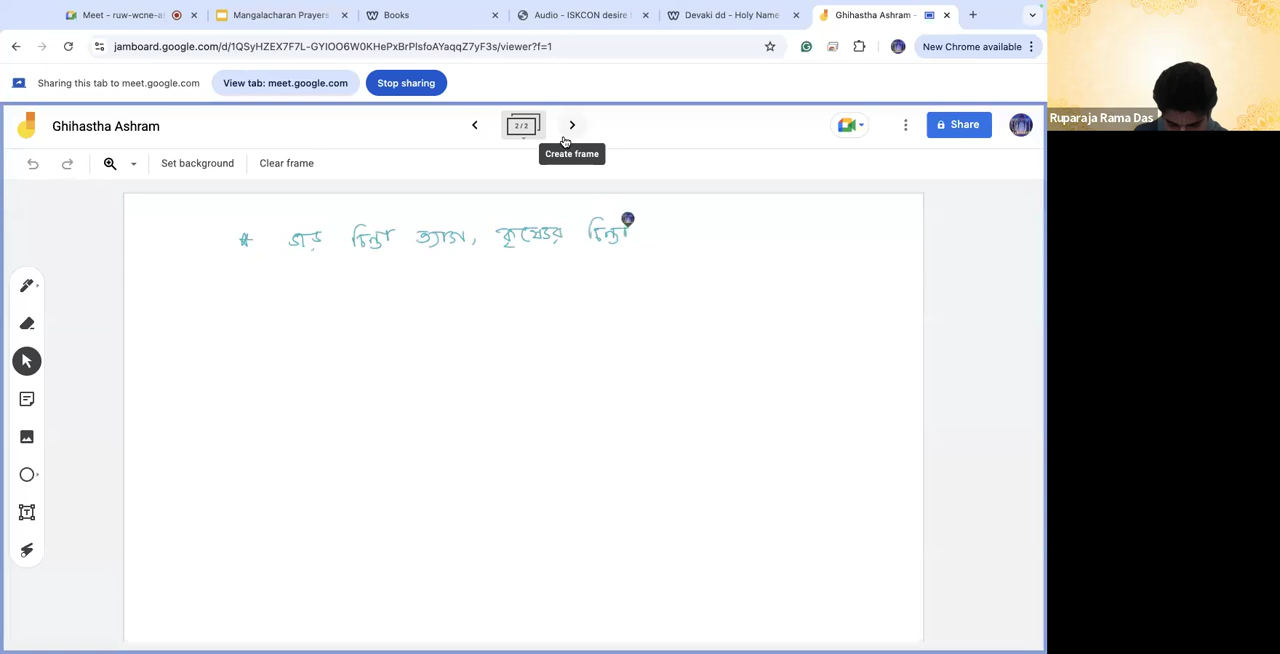 Meet - ruw-wcne-a
Mangalacharan Prayers
Books
Audio - ISKCON desire
Devaki dd - Holy Name
Ghihastha Ashram -
jamboard.google.com/d/1QSyHZEX7F7L-GYIOO6W0KHePxBrPlsfoAYaqqZ7yF3s/viewer?f=1
New Chrome available
Sharing this tab to meet.google.com
View tab: meet.google.com
Stop sharing
Ruparaja Rama Das
Ghihastha Ashram
2/2
Share
Create frame
Set background
Clear frame
চিন্তা ত্যাগ, কৃষ্ণের চিন্তা